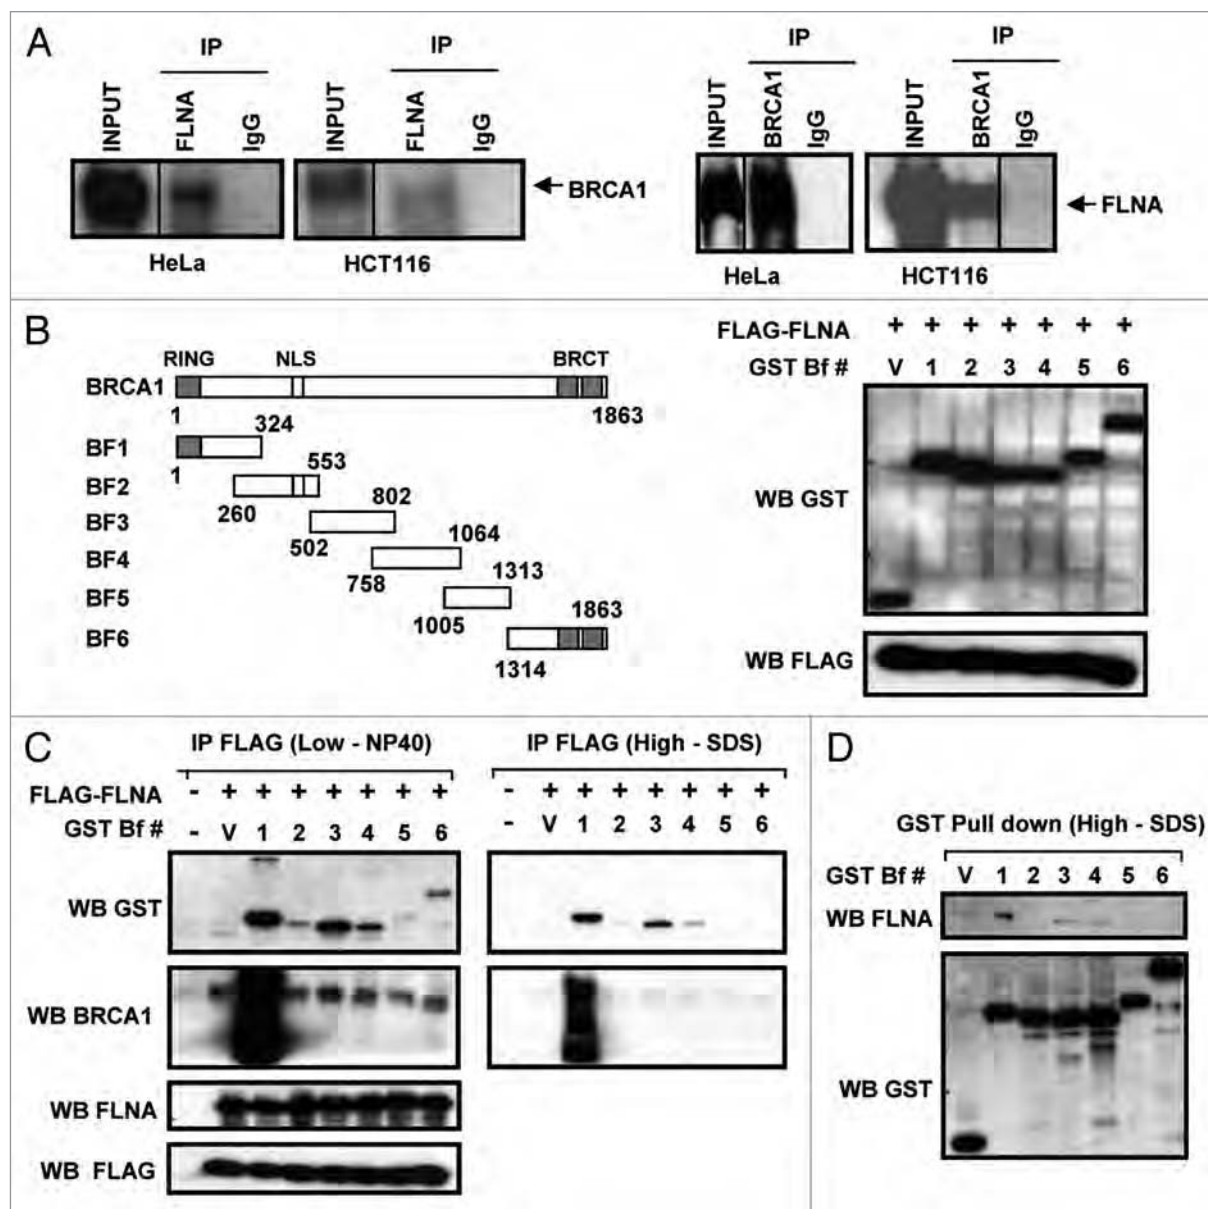 A
IP
IP
INPUT
FLNA
IgG
INPUT
FLNA
IgG
BRCA1
HeLa
HCT116
IP
IP
INPUT
BRCA1
IgG
INPUT
BRCA1
IgG
FLNA
HeLa
HCT116
B
RING NLS BRCT
BRCA1
1 1863
324
BF1
1
553
BF2
260
802
BF3
502
1064
BF4
758
1313
BF5
1005
1863
BF6
1314
FLAG-FLNA + + + + + + +
GST Bf # V 1 2 3 4 5 6
WB GST
WB FLAG
C
IP FLAG (Low - NP40)
FLAG-FLNA - + + + + + + +
GST Bf # - V 1 2 3 4 5 6
WB GST
WB BRCA1
WB FLNA
WB FLAG
IP FLAG (High - SDS)
- + + + + + + +
- V 1 2 3 4 5 6
D
GST Pull down (High - SDS)
GST Bf # V 1 2 3 4 5 6
WB FLNA
WB GST